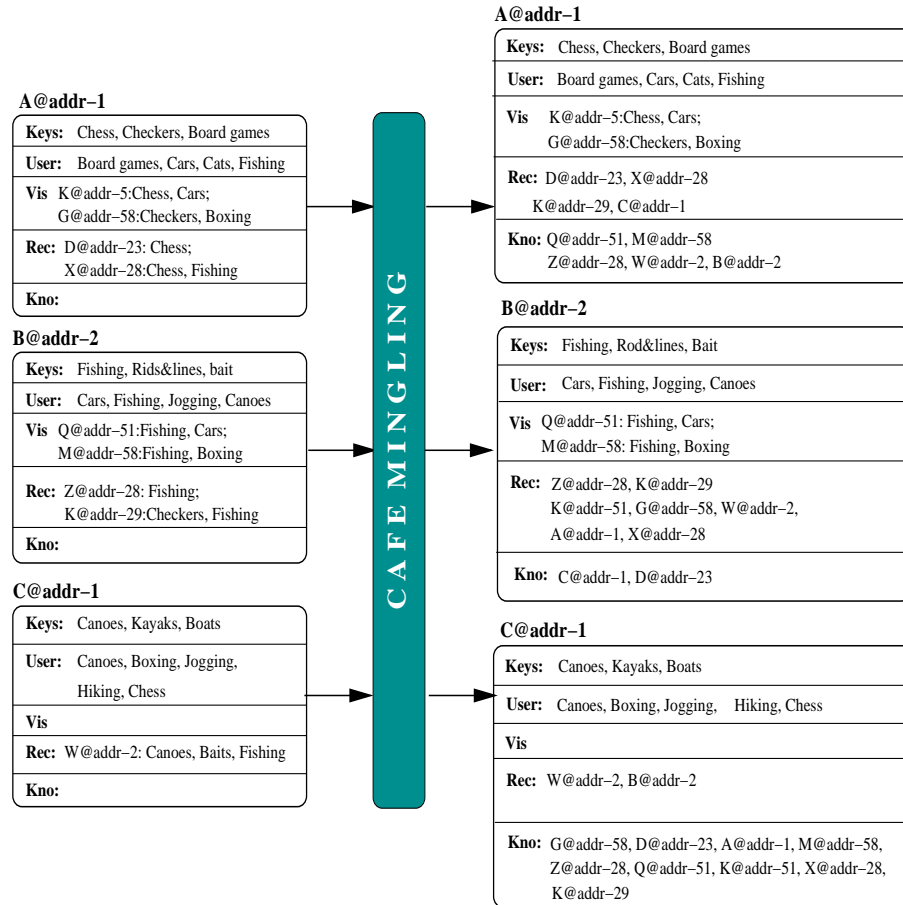 A@addr–1
Keys: Chess, Checkers, Board games
User: Board games, Cars, Cats, Fishing
Vis K@addr–5:Chess, Cars;
G@addr–58:Checkers, Boxing
Rec: D@addr–23: Chess;
X@addr–28:Chess, Fishing
Kno:
B@addr–2
Keys: Fishing, Rids&lines, bait
User: Cars, Fishing, Jogging, Canoes
Vis Q@addr–51:Fishing, Cars;
M@addr–58:Fishing, Boxing
Rec: Z@addr–28: Fishing;
K@addr–29:Checkers, Fishing
Kno:
C@addr–1
Keys: Canoes, Kayaks, Boats
User: Canoes, Boxing, Jogging,
Hiking, Chess
Vis
Rec: W@addr–2: Canoes, Baits, Fishing
Kno:
CAFE MINGLING
A@addr–1
Keys: Chess, Checkers, Board games
User: Board games, Cars, Cats, Fishing
Vis K@addr–5:Chess, Cars;
G@addr–58:Checkers, Boxing
Rec: D@addr–23, X@addr–28
K@addr–29, C@addr–1
Kno: Q@addr–51, M@addr–58
Z@addr–28, W@addr–2, B@addr–2
B@addr–2
Keys: Fishing, Rod&lines, Bait
User: Cars, Fishing, Jogging, Canoes
Vis Q@addr–51: Fishing, Cars;
M@addr–58: Fishing, Boxing
Rec: Z@addr–28, K@addr–29
K@addr–51, G@addr–58, W@addr–2,
A@addr–1, X@addr–28
Kno: C@addr–1, D@addr–23
C@addr–1
Keys: Canoes, Kayaks, Boats
User: Canoes, Boxing, Jogging, Hiking, Chess
Vis
Rec: W@addr–2, B@addr–2
Kno: G@addr–58, D@addr–23, A@addr–1, M@addr–58,
Z@addr–28, Q@addr–51, K@addr–51, X@addr–28,
K@addr–29